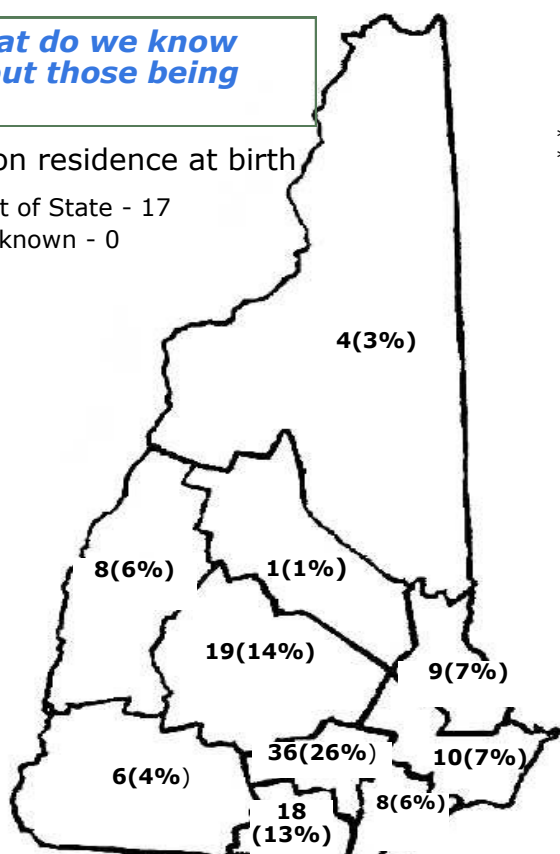 at do we know
out those being
on residence at birth
t of State - 17
known - 0
4(3%)
8(6%)
1(1%)
19(14%)
9(7%)
36(26%)
10(7%)
6(4%)
8(6%)
18
(13%)